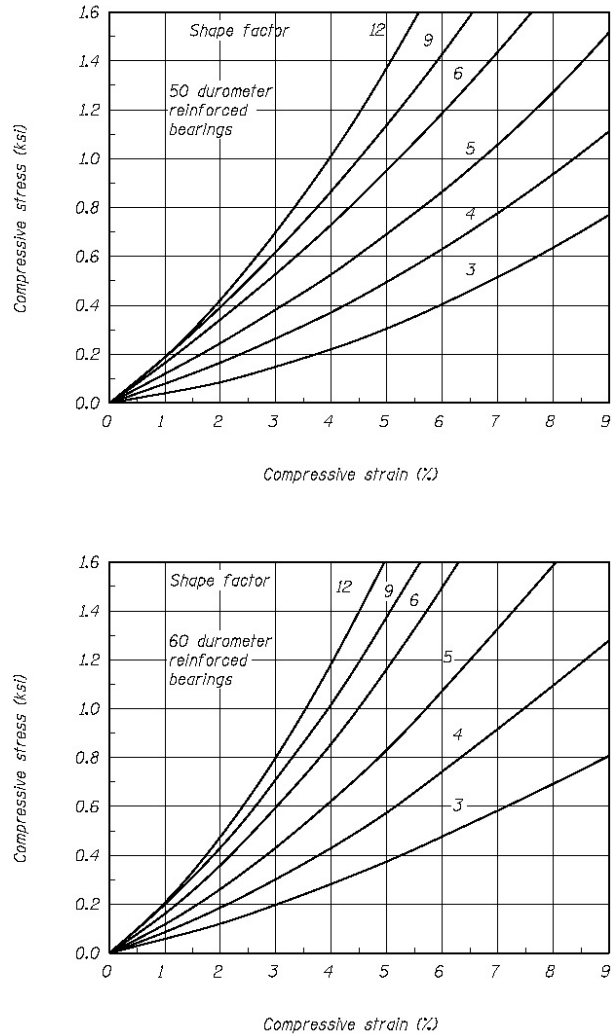 1.6
Shape factor
12
9
6
1.4
50 durometer
reinforced
bearings
1.2
5
1.0
4
0.8
3
0.6
0.4
0.2
0.0
Compressive stress (ksi)
0 1 2 3 4 5 6 7 8 9
Compressive strain (%)
1.6
Shape factor
12
9
6
1.4
60 durometer
reinforced
bearings
1.2
5
1.0
4
0.8
3
0.6
0.4
0.2
0.0
Compressive stress (ksi)
0 1 2 3 4 5 6 7 8 9
Compressive strain (%)